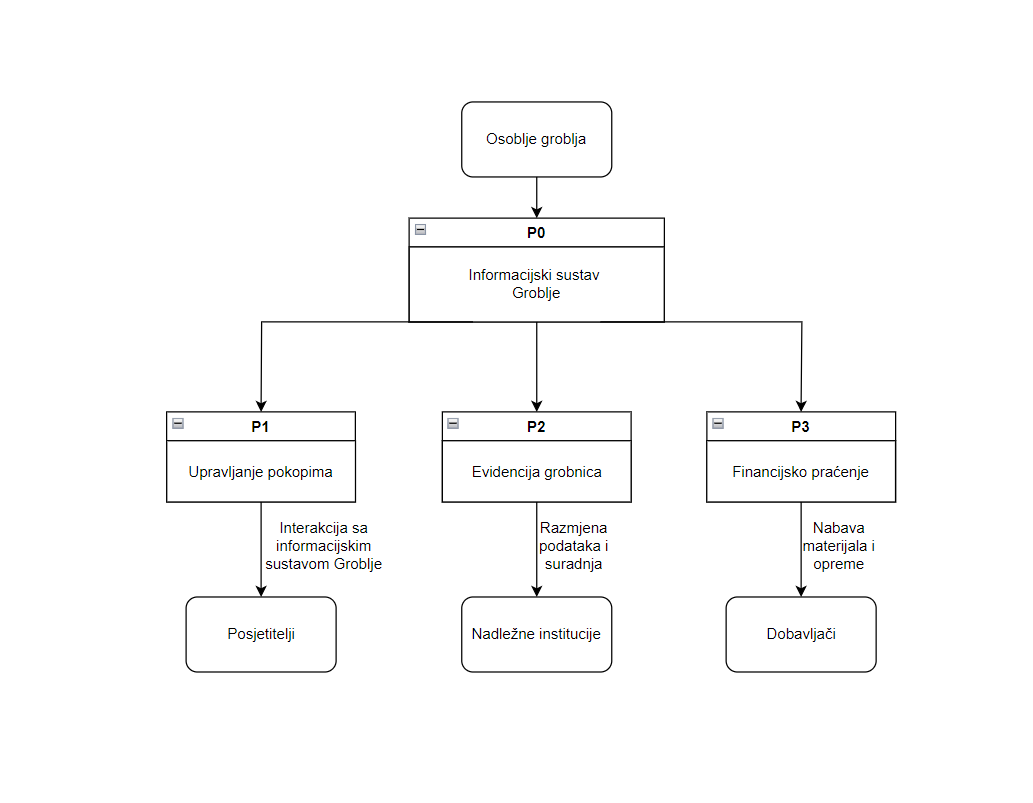 Osoblje groblja
P0
Informacijski sustav
Groblje
P1
Upravljanje pokopima
P2
Evidencija grobnica
P3
Financijsko praćenje
Interakcija sa
informacijskim
sustavom Groblje
Razmjena
podataka i
suradnja
Nabava
materijala i
opreme
Posjetitelji
Nadležne institucije
Dobavljači